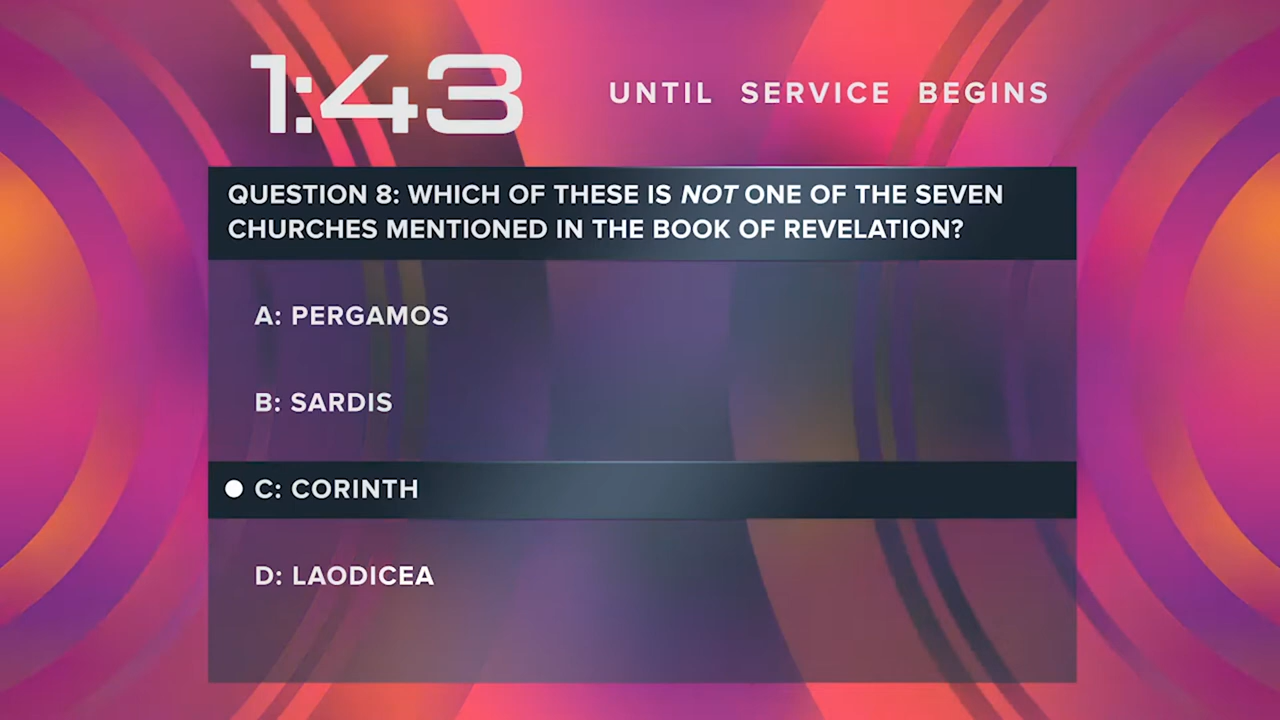 1:43
UNTIL SERVICE BEGINS
QUESTION 8: WHICH OF THESE IS NOT ONE OF THE SEVEN
CHURCHES MENTIONED IN THE BOOK OF REVELATION?
A: PERGAMOS
B: SARDIS
C: CORINTH
D: LAODICEA